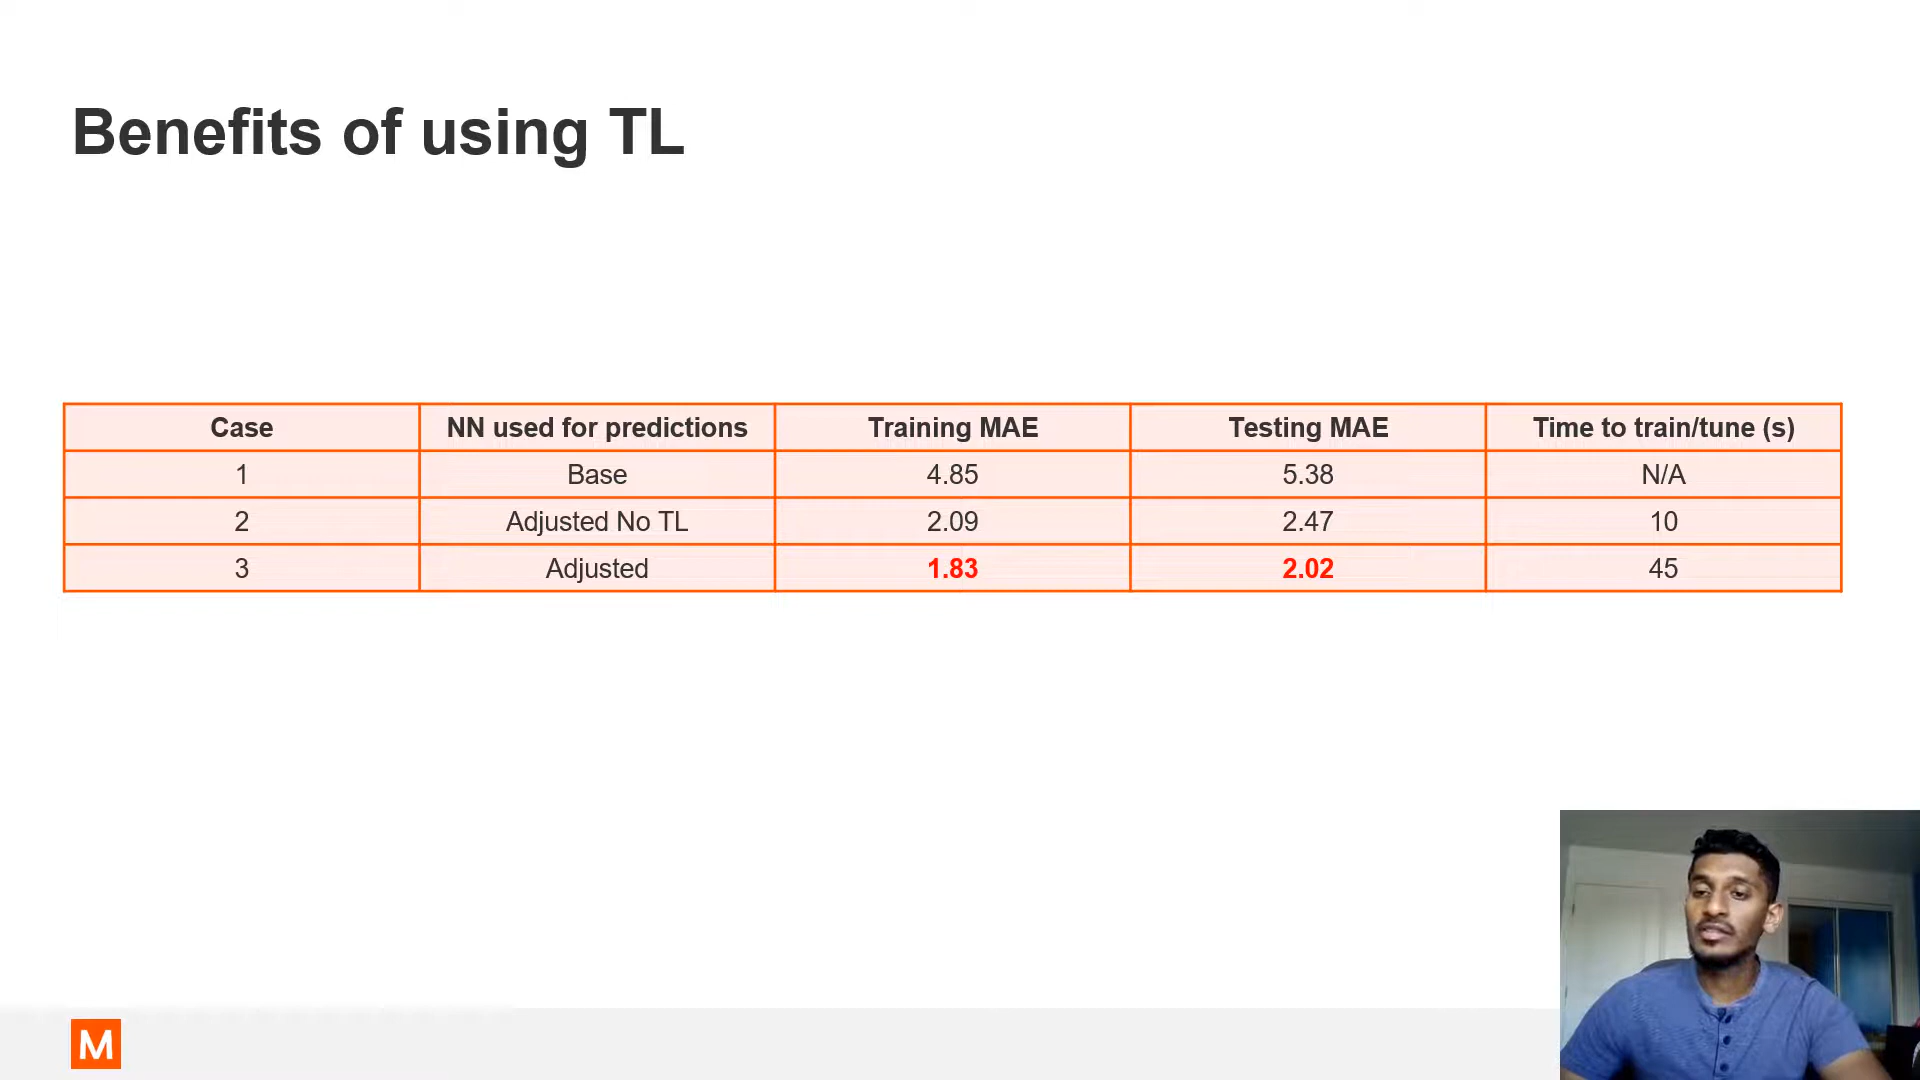 Benefits of using TL
Case NN used for predictions Training MAE Testing MAE Time to train/tune (s)
1 Base 4.85 5.38 N/A
2 Adjusted No TL 2.09 2.47 10
3 Adjusted 1.83 2.02 45
M